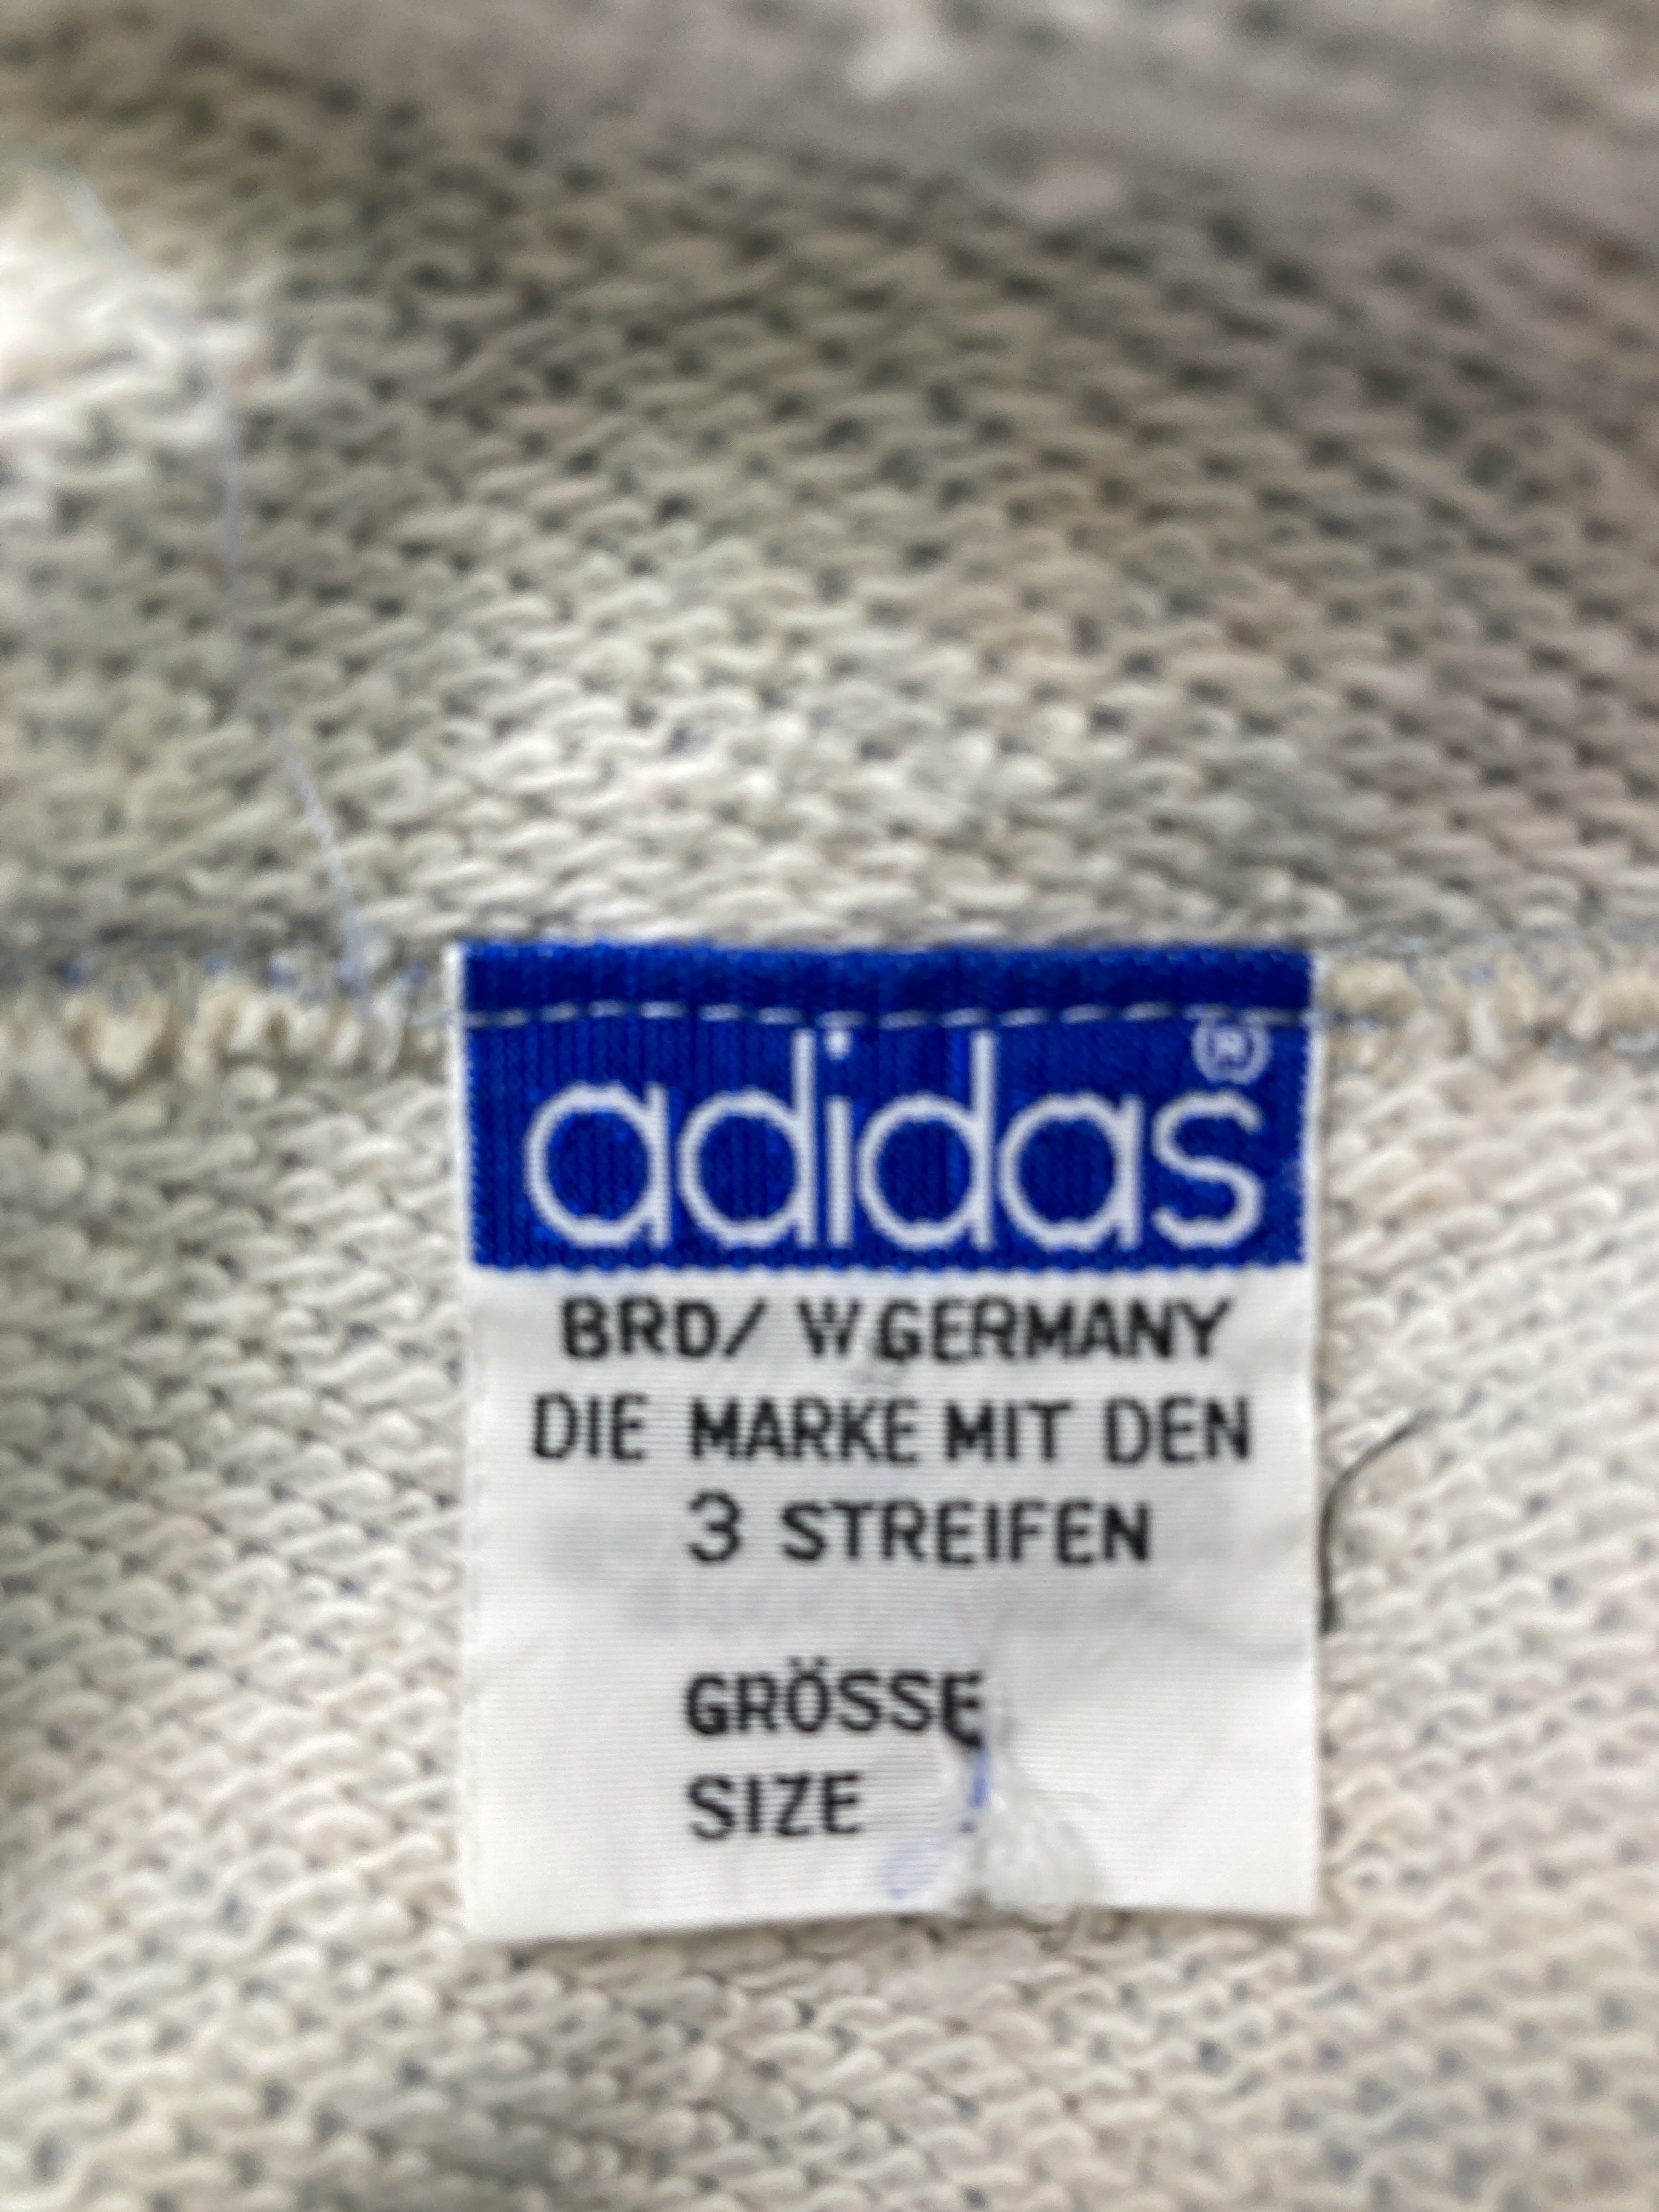 adidas®
BRD/ W GERMANY
DIE MARKE MIT DEN
3 STREIFEN
GRÖSSE
SIZE